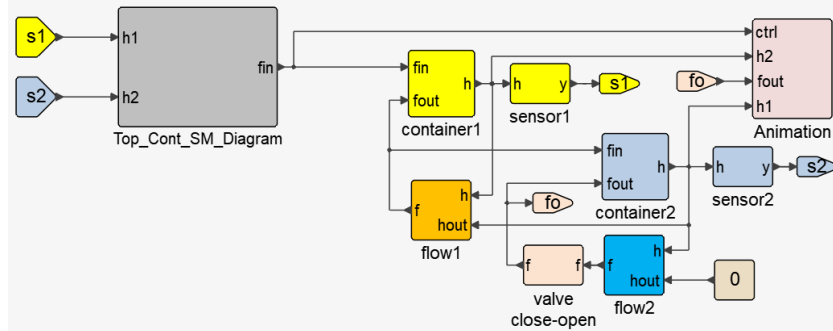 s1
h1
s2
h2
fin
Top_Cont_SM_Diagram
fin
fout
h
container1
h
y
sensor1
s1
ctrl
h2
fo
fout
h1
Animation
fin
fout
h
container2
h
y
sensor2
s2
h
f
hout
flow1
fo
f
f
valve
close-open
h
f
hout
flow2
0